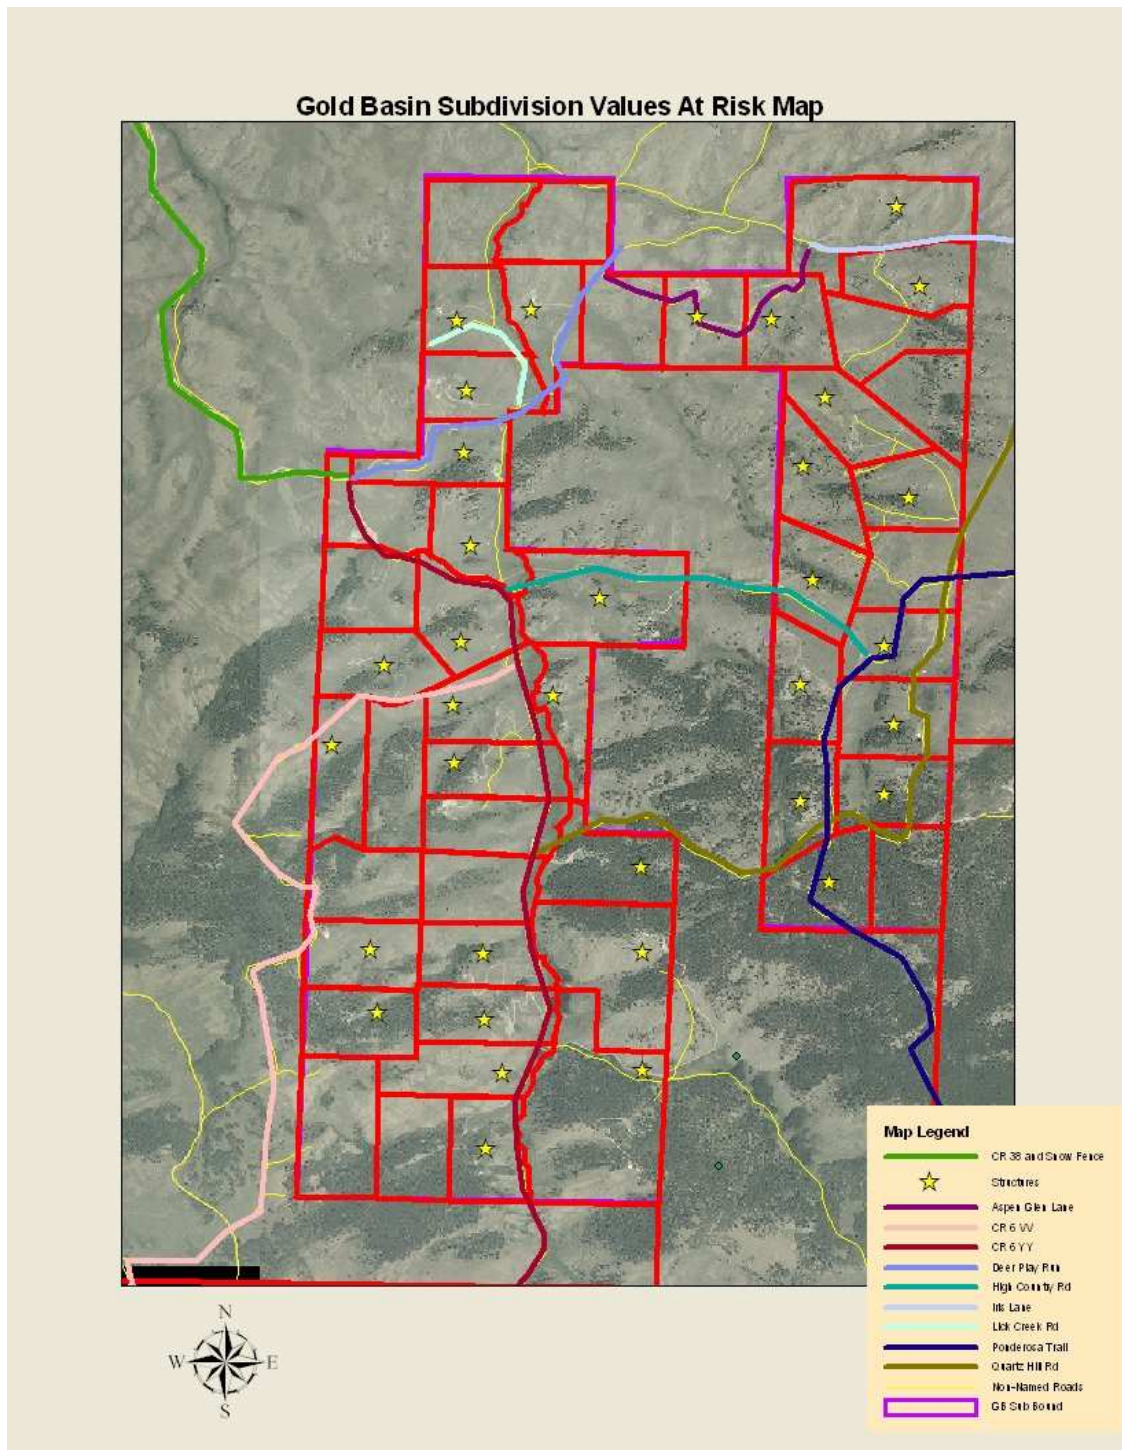 Gold Basin Subdivision Values At Risk Map
Map Legend
CR 38 and Snow Fence
Structures
Aspen Glen Lane
CR 6 VV
CR 6 YY
Deer Play Run
High Country Rd
Iris Lane
Lick Creek Rd
Ponderosa Trail
Quartz Hill Rd
Non-Named Roads
GB Sub Bound
N
W
E
S